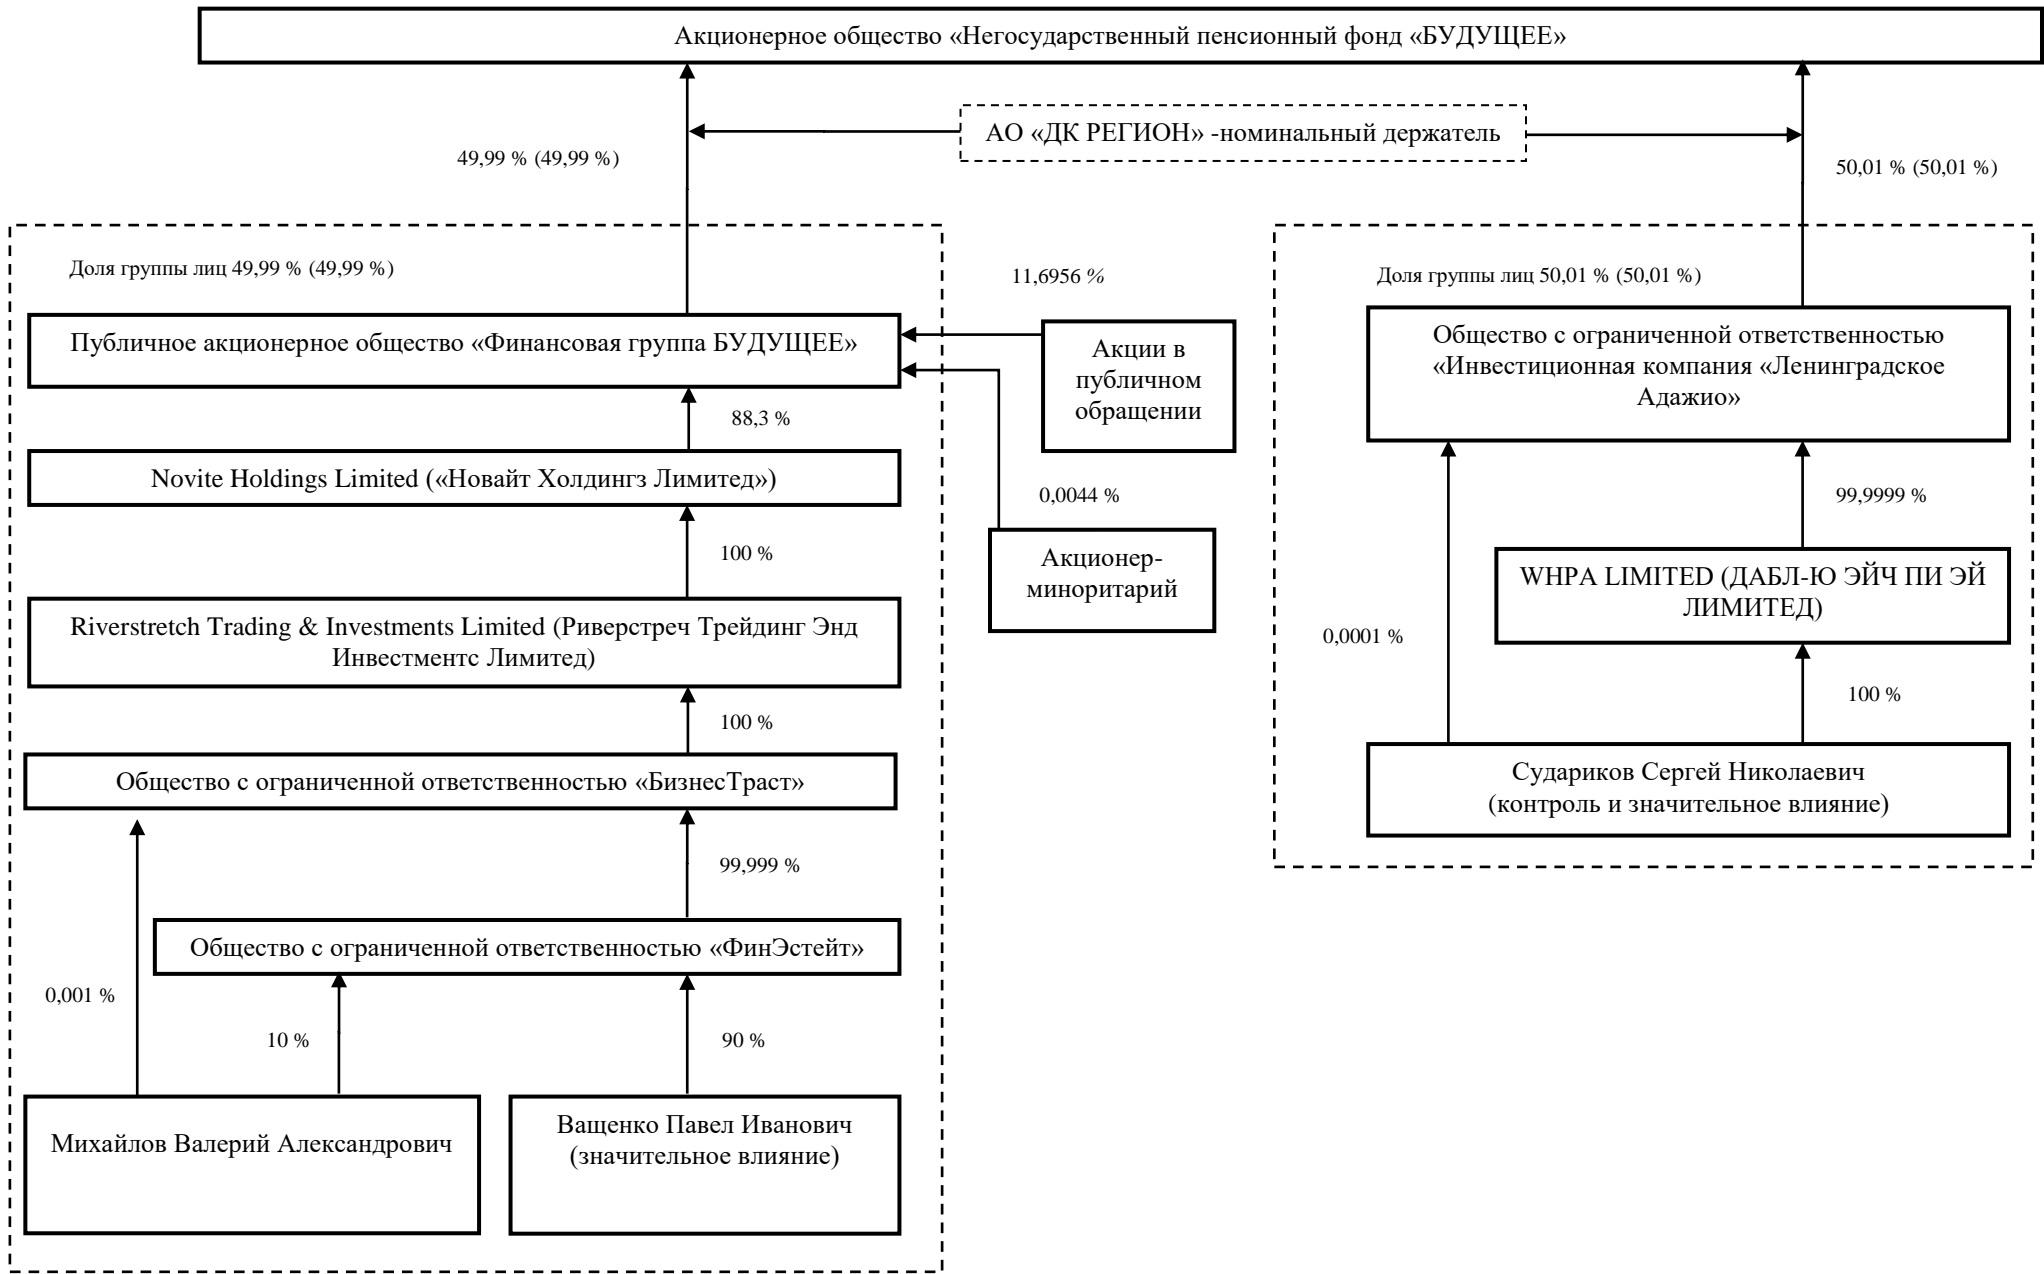 Акционерное общество «Негосударственный пенсионный фонд «БУДУЩЕЕ»
АО «ДК РЕГИОН» -номинальный держатель
49,99 % (49,99 %)
50,01 % (50,01 %)
Доля группы лиц 49,99 % (49,99 %)
11,6956 %
Доля группы лиц 50,01 % (50,01 %)
Публичное акционерное общество «Финансовая группа БУДУЩЕЕ»
Акции в
публичном
обращении
Общество с ограниченной ответственностью
«Инвестиционная компания «Ленинградское
Адажио»
88,3 %
Novite Holdings Limited («Новайт Холдингз Лимитед»)
0,0044 %
99,9999 %
100 %
Акционер-
миноритарий
WHPA LIMITED (ДАБЛ-Ю ЭЙЧ ПИ ЭЙ
ЛИМИТЕД)
Riverstretch Trading & Investments Limited (Риверстреч Трейдинг Энд
Инвестментс Лимитед)
0,0001 %
100 %
100 %
Общество с ограниченной ответственностью «БизнесТраст»
Судариков Сергей Николаевич
(контроль и значительное влияние)
99,999 %
Общество с ограниченной ответственностью «ФинЭстейт»
0,001 %
10 %
90 %
Михайлов Валерий Александрович
Ващенко Павел Иванович
(значительное влияние)